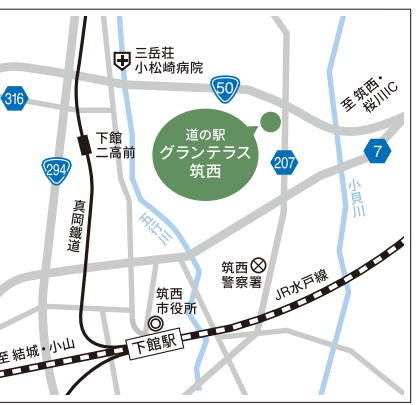 三岳荘
小松崎病院
50
316
至 筑西・
桜川IC
道の駅
グランテラス
筑西
下館
二高前
7
294
207
小貝川
真岡鐵道
五行川
筑西
警察署
JR水戸線
筑西
市役所
下館駅
至 結城・小山